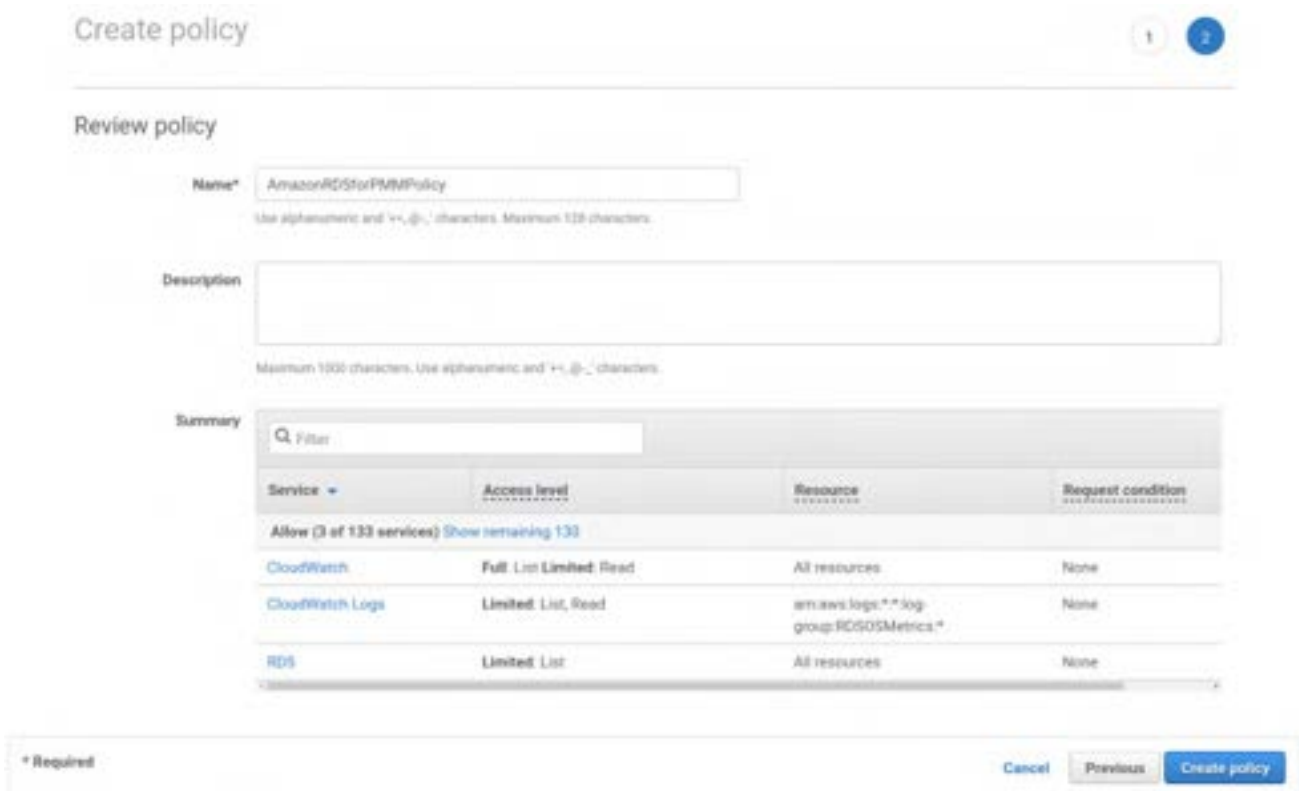 Create policy
1 2
Review policy
Name* AmazonRDSforPMMPolicy
Use alphanumeric and '+=,.@-_' characters. Maximum 128 characters.
Description
Maximum 1000 characters. Use alphanumeric and '+=,.@-_' characters.
Summary
Filter
Service Access level Resource Request condition
Allow (3 of 133 services) Show remaining 130
CloudWatch Full: List Limited: Read All resources None
CloudWatch Logs Limited: List, Read arn:aws:logs:*:*:log- None
group:RDSOSMetrics:*
RDS Limited: List All resources None
* Required
Cancel Previous Create policy